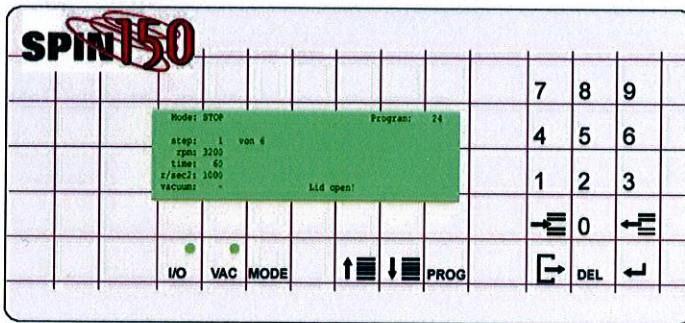 SPIN150
7 8 9
Mode: STOP Program: 24
step: 1 von 6
4 5 6
rpm: 3200
time: 60
r/sec2: 1000
1 2 3
vacuum: - Lid open!
0
I/O VAC MODE PROG DEL